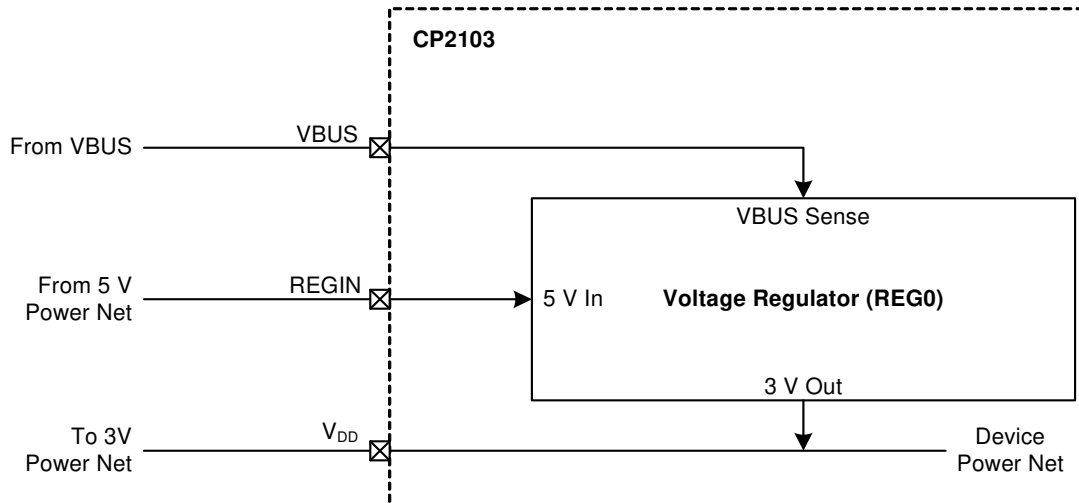 CP2103
From VBUS
VBUS
VBUS Sense
From 5 V
Power Net
REGIN
5 V In
Voltage Regulator (REG0)
3 V Out
To 3V
Power Net
VDD
Device
Power Net